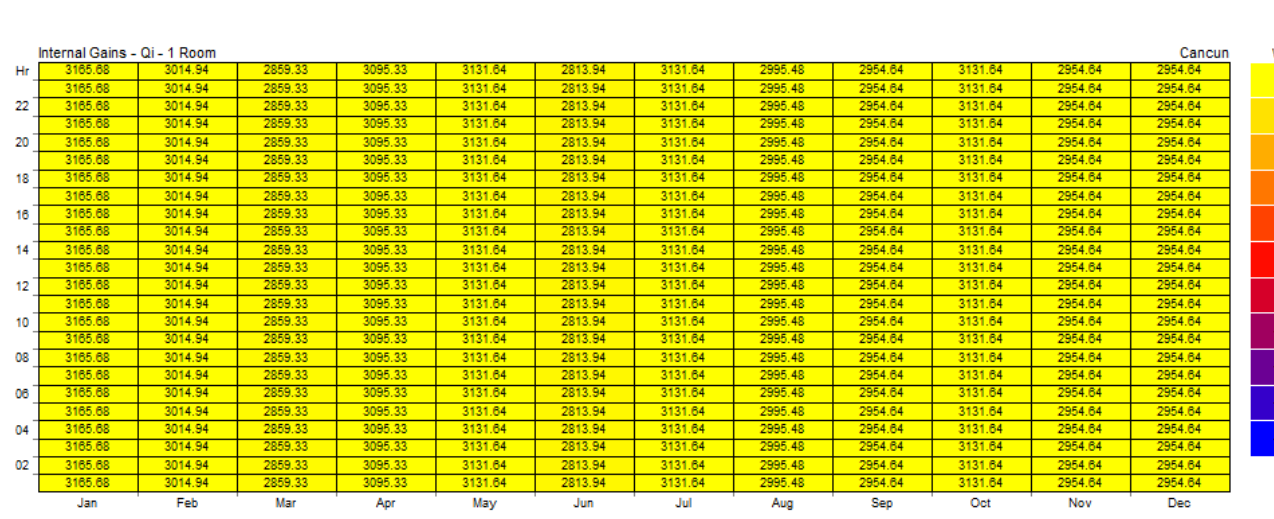 Internal Gains - Qi - 1 Room Cancun
Hr 3165.68 3014.94 2859.33 3095.33 3131.64 2813.94 3131.64 2995.48 2954.64 3131.64 2954.64 2954.64
3165.68 3014.94 2859.33 3095.33 3131.64 2813.94 3131.64 2995.48 2954.64 3131.64 2954.64 2954.64
22 3165.68 3014.94 2859.33 3095.33 3131.64 2813.94 3131.64 2995.48 2954.64 3131.64 2954.64 2954.64
3165.68 3014.94 2859.33 3095.33 3131.64 2813.94 3131.64 2995.48 2954.64 3131.64 2954.64 2954.64
20 3165.68 3014.94 2859.33 3095.33 3131.64 2813.94 3131.64 2995.48 2954.64 3131.64 2954.64 2954.64
3165.68 3014.94 2859.33 3095.33 3131.64 2813.94 3131.64 2995.48 2954.64 3131.64 2954.64 2954.64
18 3165.68 3014.94 2859.33 3095.33 3131.64 2813.94 3131.64 2995.48 2954.64 3131.64 2954.64 2954.64
3165.68 3014.94 2859.33 3095.33 3131.64 2813.94 3131.64 2995.48 2954.64 3131.64 2954.64 2954.64
16 3165.68 3014.94 2859.33 3095.33 3131.64 2813.94 3131.64 2995.48 2954.64 3131.64 2954.64 2954.64
3165.68 3014.94 2859.33 3095.33 3131.64 2813.94 3131.64 2995.48 2954.64 3131.64 2954.64 2954.64
14 3165.68 3014.94 2859.33 3095.33 3131.64 2813.94 3131.64 2995.48 2954.64 3131.64 2954.64 2954.64
3165.68 3014.94 2859.33 3095.33 3131.64 2813.94 3131.64 2995.48 2954.64 3131.64 2954.64 2954.64
12 3165.68 3014.94 2859.33 3095.33 3131.64 2813.94 3131.64 2995.48 2954.64 3131.64 2954.64 2954.64
3165.68 3014.94 2859.33 3095.33 3131.64 2813.94 3131.64 2995.48 2954.64 3131.64 2954.64 2954.64
10 3165.68 3014.94 2859.33 3095.33 3131.64 2813.94 3131.64 2995.48 2954.64 3131.64 2954.64 2954.64
3165.68 3014.94 2859.33 3095.33 3131.64 2813.94 3131.64 2995.48 2954.64 3131.64 2954.64 2954.64
08 3165.68 3014.94 2859.33 3095.33 3131.64 2813.94 3131.64 2995.48 2954.64 3131.64 2954.64 2954.64
3165.68 3014.94 2859.33 3095.33 3131.64 2813.94 3131.64 2995.48 2954.64 3131.64 2954.64 2954.64
06 3165.68 3014.94 2859.33 3095.33 3131.64 2813.94 3131.64 2995.48 2954.64 3131.64 2954.64 2954.64
3165.68 3014.94 2859.33 3095.33 3131.64 2813.94 3131.64 2995.48 2954.64 3131.64 2954.64 2954.64
04 3165.68 3014.94 2859.33 3095.33 3131.64 2813.94 3131.64 2995.48 2954.64 3131.64 2954.64 2954.64
3165.68 3014.94 2859.33 3095.33 3131.64 2813.94 3131.64 2995.48 2954.64 3131.64 2954.64 2954.64
02 3165.68 3014.94 2859.33 3095.33 3131.64 2813.94 3131.64 2995.48 2954.64 3131.64 2954.64 2954.64
3165.68 3014.94 2859.33 3095.33 3131.64 2813.94 3131.64 2995.48 2954.64 3131.64 2954.64 2954.64
Jan Feb Mar Apr May Jun Jul Aug Sep Oct Nov Dec